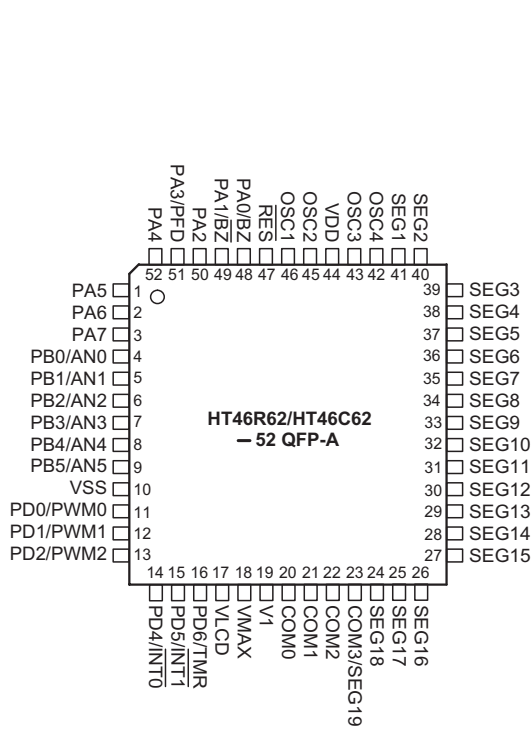 PA4
PA3/PFD
PA2
PA1/BZ
PA0/BZ
RES
OSC1
OSC2
VDD
OSC3
OSC4
SEG1
SEG2
52 51 50 49 48 47 46 45 44 43 42 41 40
PA5 1
PA6 2
PA7 3
PB0/AN0 4
PB1/AN1 5
PB2/AN2 6
PB3/AN3 7
PB4/AN4 8
PB5/AN5 9
VSS 10
PD0/PWM0 11
PD1/PWM1 12
PD2/PWM2 13
HT46R62/HT46C62
– 52 QFP-A
39 SEG3
38 SEG4
37 SEG5
36 SEG6
35 SEG7
34 SEG8
33 SEG9
32 SEG10
31 SEG11
30 SEG12
29 SEG13
28 SEG14
27 SEG15
14 15 16 17 18 19 20 21 22 23 24 25 26
PD4/INT0
PD5/INT1
PD6/TMR
VLCD
VMAX
V1
COM0
COM1
COM2
COM3/SEG19
SEG18
SEG17
SEG16